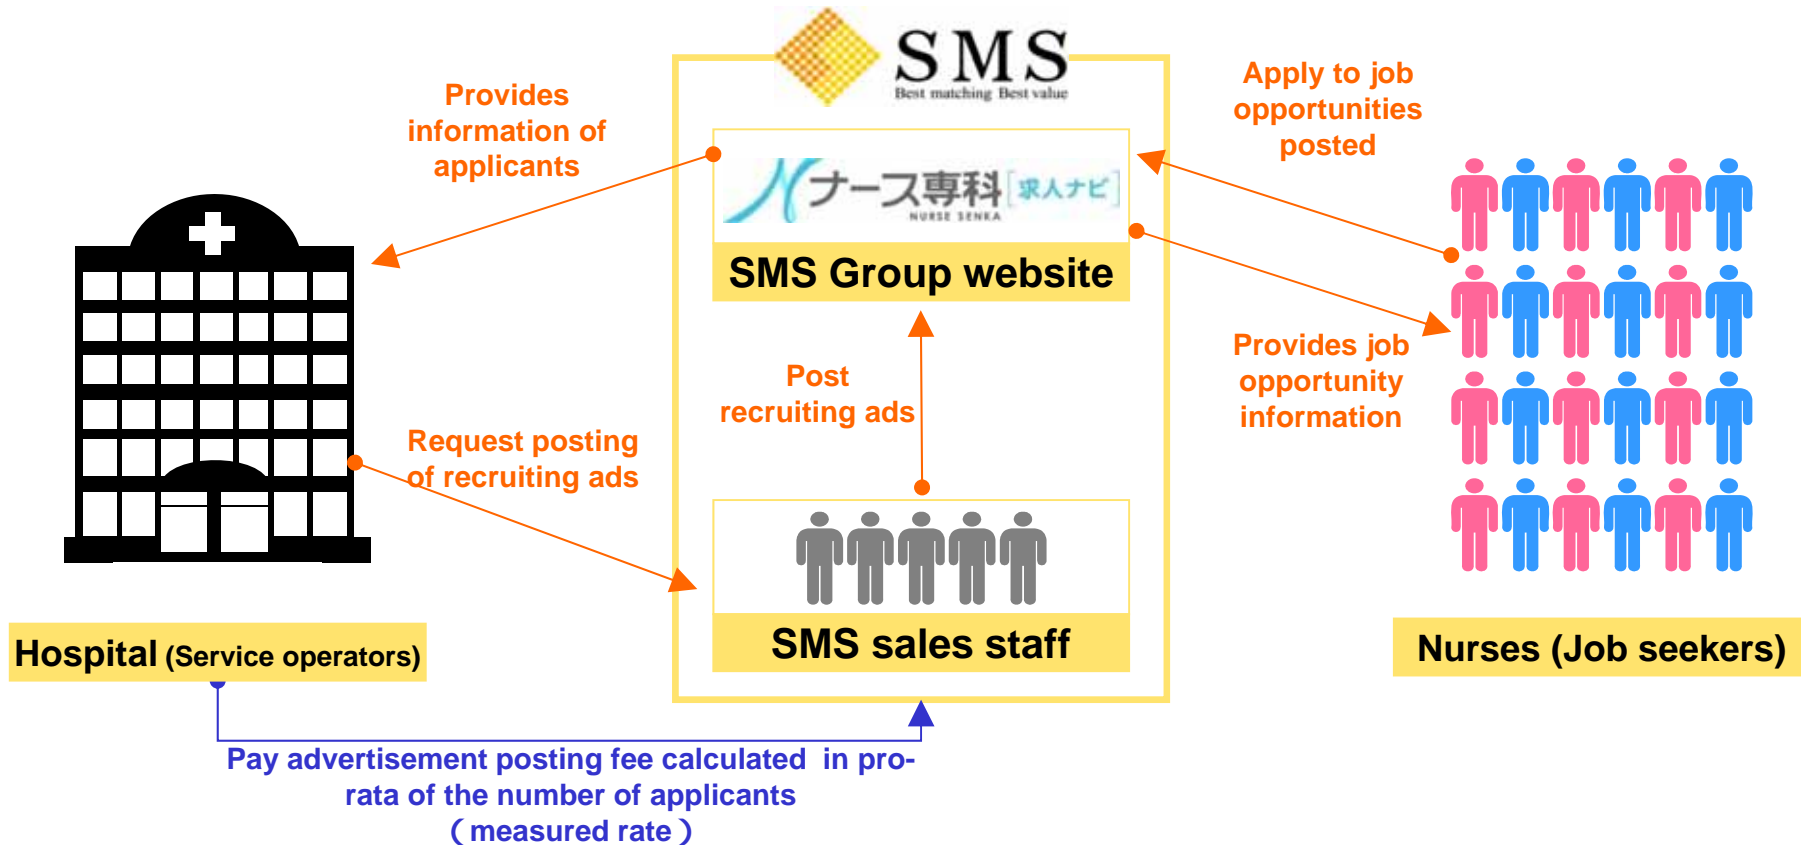 SMS
Best matching Best value
Provides
information of
applicants
Apply to job
opportunities
posted
ナース専科[求人ナビ]
NURSE SENKA
SMS Group website
Post
recruiting ads
Provides job
opportunity
information
Request posting
of recruiting ads
SMS sales staff
Hospital (Service operators)
Nurses (Job seekers)
Pay advertisement posting fee calculated in pro-
rata of the number of applicants
（measured rate）